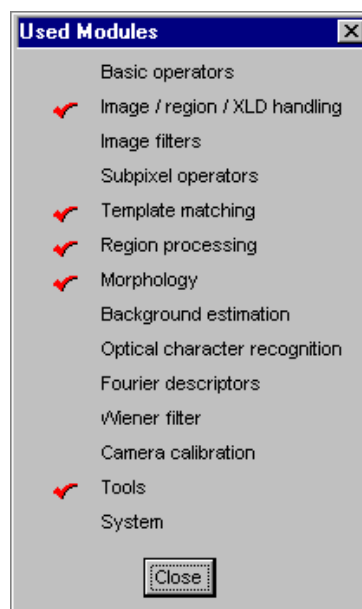 Used Modules
Basic operators
Image / region / XLD handling
Image filters
Subpixel operators
Template matching
Region processing
Morphology
Background estimation
Optical character recognition
Fourier descriptors
Wiener filter
Camera calibration
Tools
System
Close